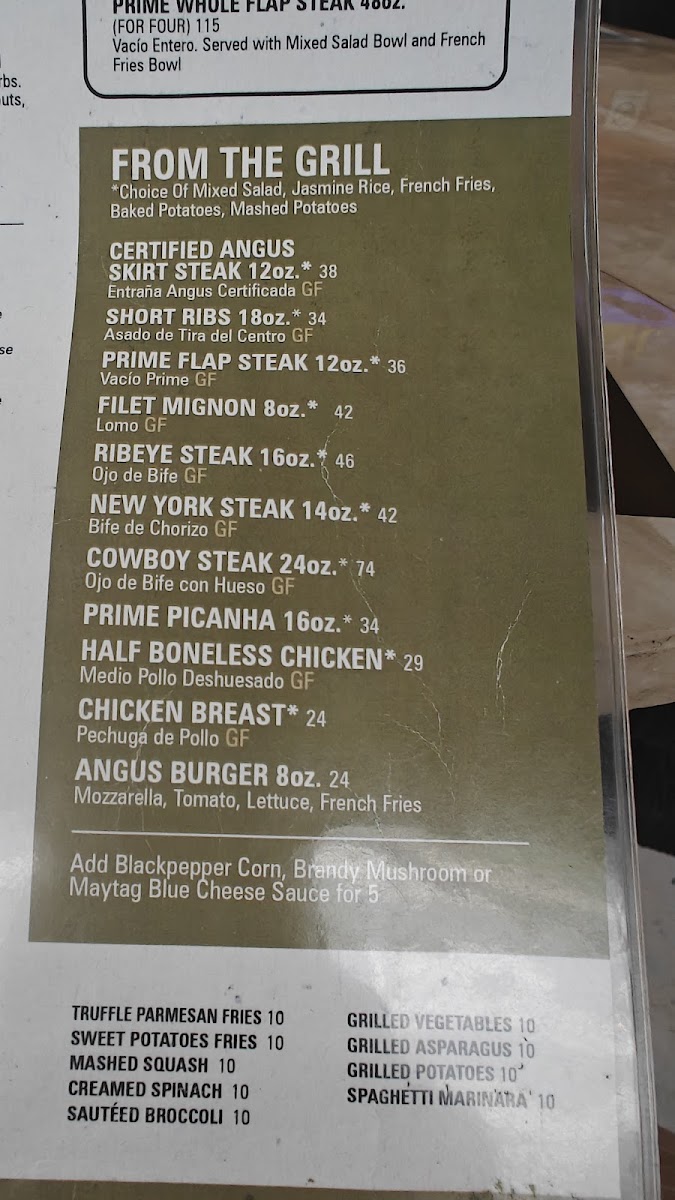 PRIME WHOLE FLAP STEAK 48oz.
(FOR FOUR) 115
Vacío Entero. Served with Mixed Salad Bowl and French
Fries Bowl
FROM THE GRILL
*Choice Of Mixed Salad, Jasmine Rice, French Fries,
Baked Potatoes, Mashed Potatoes
CERTIFIED ANGUS
SKIRT STEAK 12oz.* 38
Entraña Angus Certificada GF
SHORT RIBS 18oz.* 34
Asado de Tira del Centro GF
PRIME FLAP STEAK 12oz.* 36
Vacío Prime GF
FILET MIGNON 8oz.* 42
Lomo GF
RIBEYE STEAK 16oz.* 46
Ojo de Bife GF
NEW YORK STEAK 14oz.* 42
Bife de Chorizo GF
COWBOY STEAK 24oz.* 74
Ojo de Bife con Hueso GF
PRIME PICANHA 16oz.* 34
HALF BONELESS CHICKEN* 29
Medio Pollo Deshuesado GF
CHICKEN BREAST* 24
Pechuga de Pollo GF
ANGUS BURGER 8oz. 24
Mozzarella, Tomato, Lettuce, French Fries
Add Blackpepper Corn, Brandy Mushroom or
Maytag Blue Cheese Sauce for 5
TRUFFLE PARMESAN FRIES 10
SWEET POTATOES FRIES 10
MASHED SQUASH 10
CREAMED SPINACH 10
SAUTÉED BROCCOLI 10
GRILLED VEGETABLES 10
GRILLED ASPARAGUS 10
GRILLED POTATOES 10
SPAGHETTI MARINARA 10